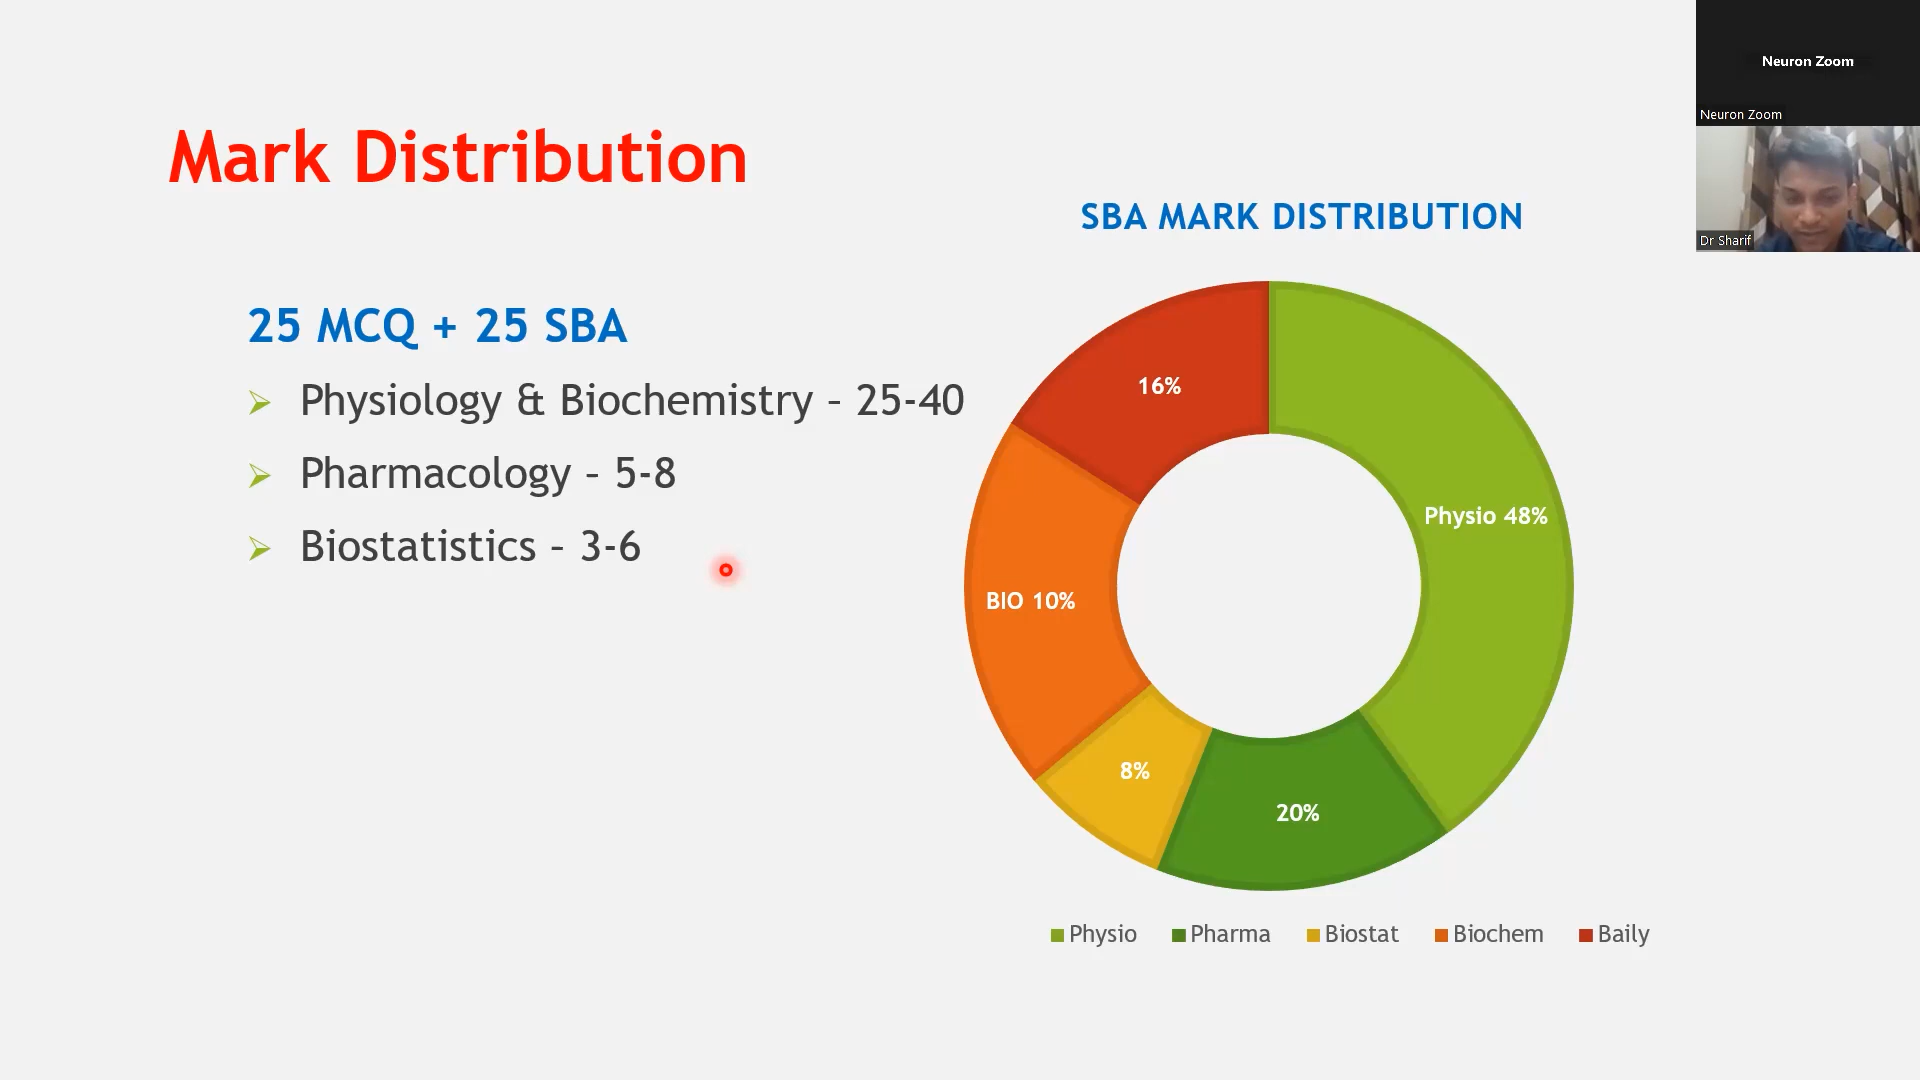 Mark Distribution
25 MCQ + 25 SBA
Physiology & Biochemistry – 25-40
Pharmacology – 5-8
Biostatistics – 3-6
SBA MARK DISTRIBUTION
16%
Physio 48%
BIO 10%
8%
20%
Physio
Pharma
Biostat
Biochem
Baily
Neuron Zoom
Neuron Zoom
Dr Sharif